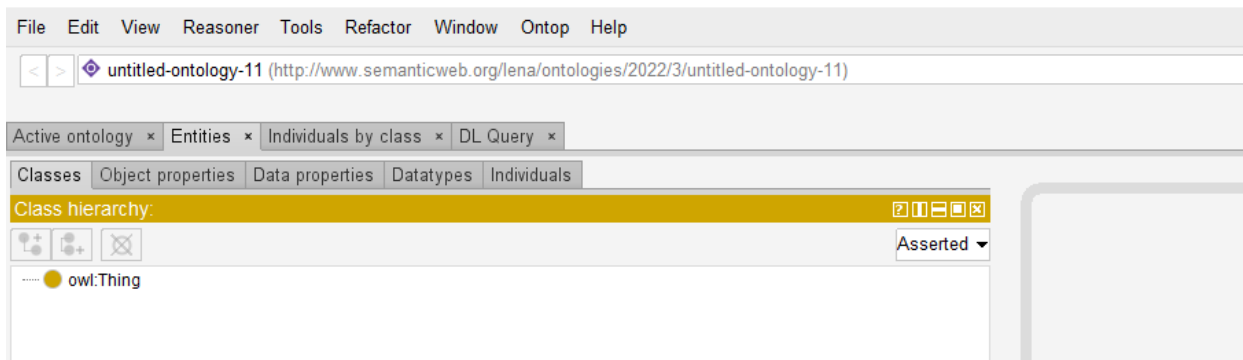 File Edit View Reasoner Tools Refactor Window Ontop Help
< > untitled-ontology-11 (http://www.semanticweb.org/lena/ontologies/2022/3/untitled-ontology-11)
Active ontology × Entities × Individuals by class × DL Query ×
Classes Object properties Data properties Datatypes Individuals
Class hierarchy: ?
Asserted
owl:Thing